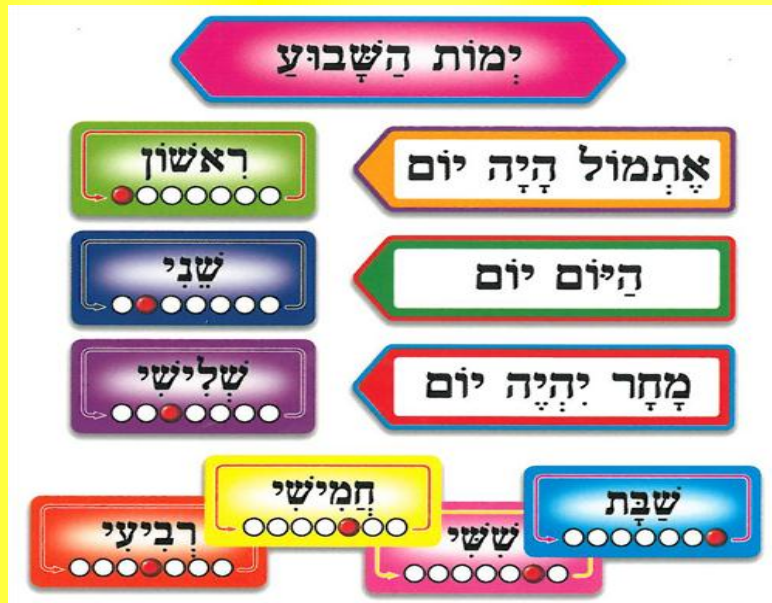 יְמוֹת הַשָּׁבוּעַ
אֶתְמוֹל הָיָה יוֹם
רִאשׁוֹן
הַיּוֹם יוֹם
שֵׁנִי
מָחָר יִהְיֶה יוֹם
שְׁלִישִׁי
רְבִיעִי
חֲמִישִׁי
שִׁשִּׁי
שַׁבָּת